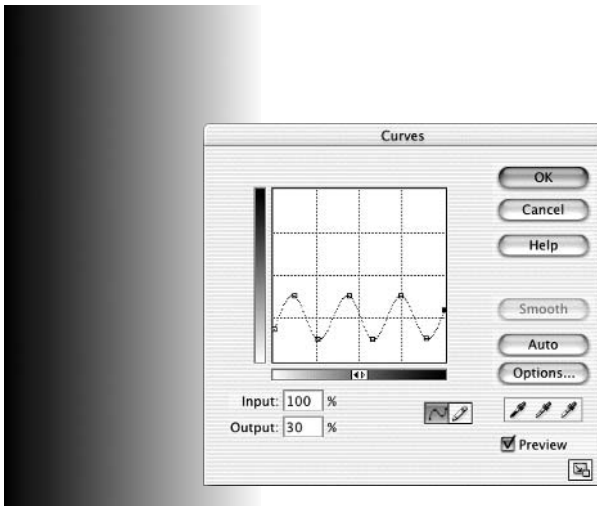 Curves
OK
Cancel
Help
Smooth
Auto
Options...
Input: 100 %
Output: 30 %
Preview